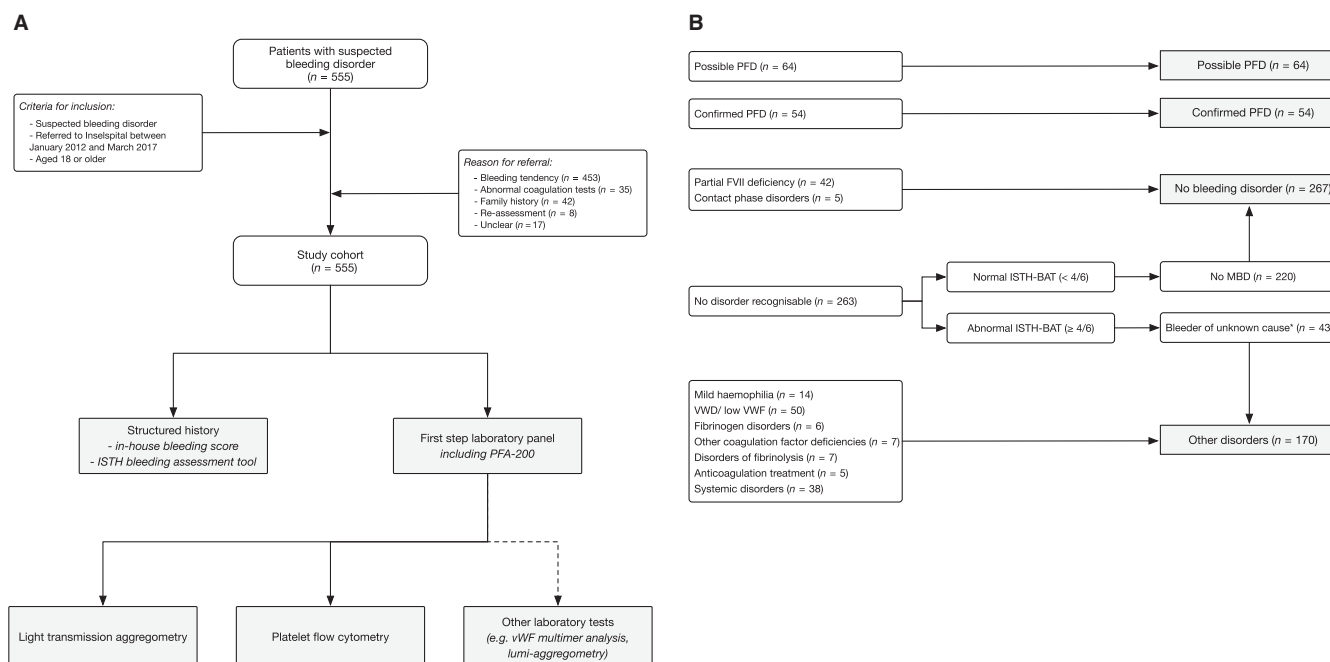 A
Patients with suspected
bleeding disorder
(n = 555)
Criteria for inclusion:
- Suspected bleeding disorder
- Referred to Inselspital between
January 2012 and March 2017
- Aged 18 or older
Reason for referral:
- Bleeding tendency (n = 453)
- Abnormal coagulation tests (n = 35)
- Family history (n = 42)
- Re-assessment (n = 8)
- Unclear (n = 17)
Study cohort
(n = 555)
Structured history
- in-house bleeding score
- ISTH bleeding assessment tool
First step laboratory panel
including PFA-200
Light transmission aggregometry
Platelet flow cytometry
Other laboratory tests
(e.g. vWF multimer analysis,
lumi-aggregometry)
B
Possible PFD (n = 64)
Possible PFD (n = 64)
Confirmed PFD (n = 54)
Confirmed PFD (n = 54)
Partial FVII deficiency (n = 42)
Contact phase disorders (n = 5)
No bleeding disorder (n = 267)
No disorder recognisable (n = 263)
Normal ISTH-BAT (< 4/6)
No MBD (n = 220)
Abnormal ISTH-BAT (≥ 4/6)
Bleeder of unknown cause* (n = 43
Mild haemophilia (n = 14)
VWD/ low VWF (n = 50)
Fibrinogen disorders (n = 6)
Other coagulation factor deficiencies (n = 7)
Disorders of fibrinolysis (n = 7)
Anticoagulation treatment (n = 5)
Systemic disorders (n = 38)
Other disorders (n = 170)